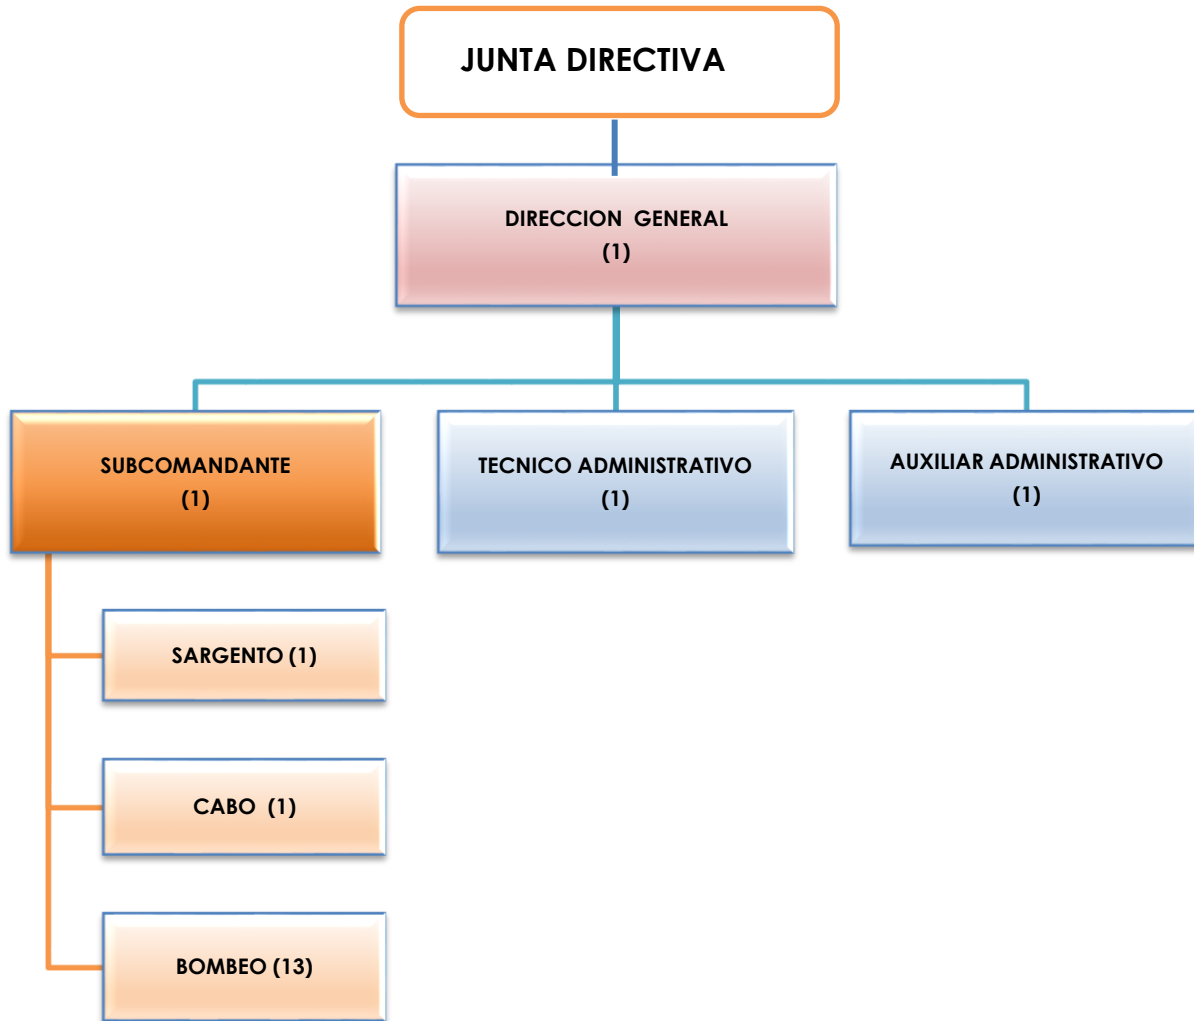 JUNTA DIRECTIVA
DIRECCION GENERAL
(1)
SUBCOMANDANTE
(1)
TECNICO ADMINISTRATIVO
(1)
AUXILIAR ADMINISTRATIVO
(1)
SARGENTO (1)
CABO (1)
BOMBEO (13)